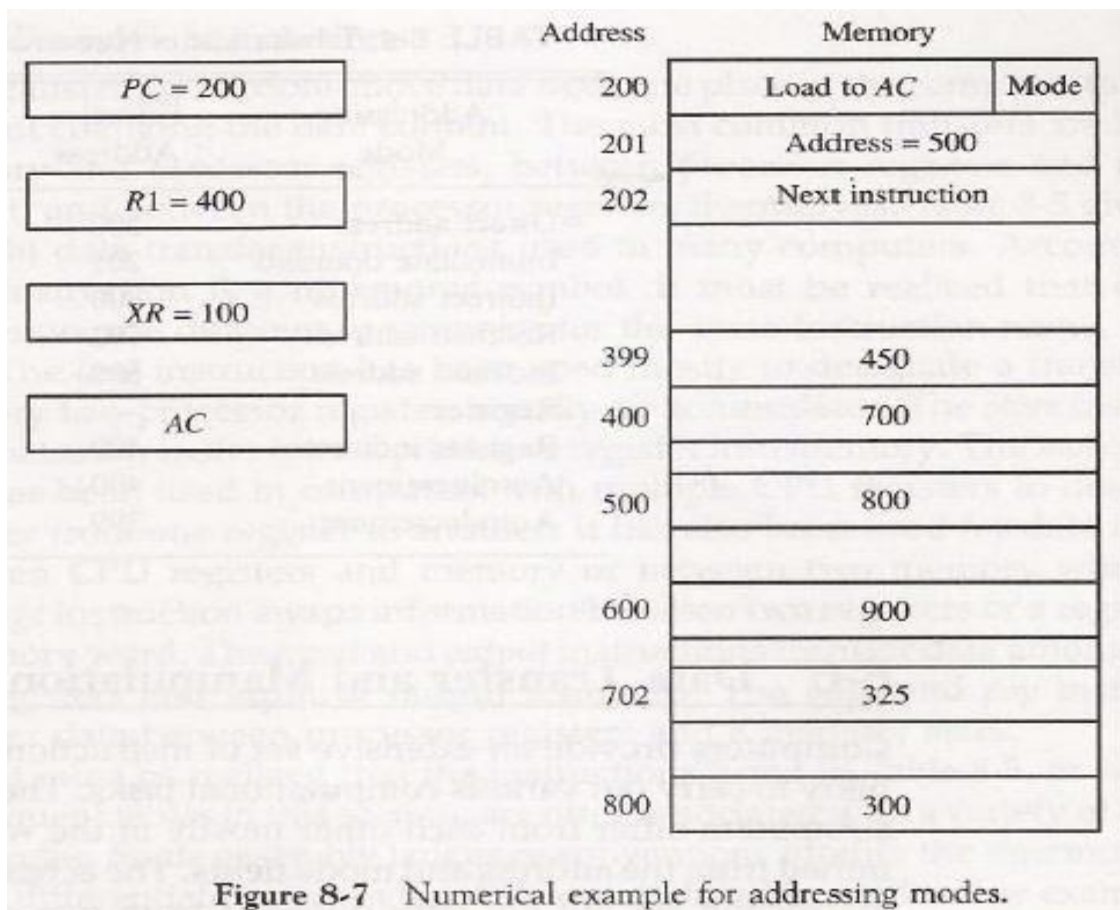 Address Memory
PC = 200
200 Load to AC Mode
201 Address = 500
R1 = 400
202 Next instruction
XR = 100
399 450
AC
400 700
500 800
600 900
702 325
800 300
Figure 8-7 Numerical example for addressing modes.